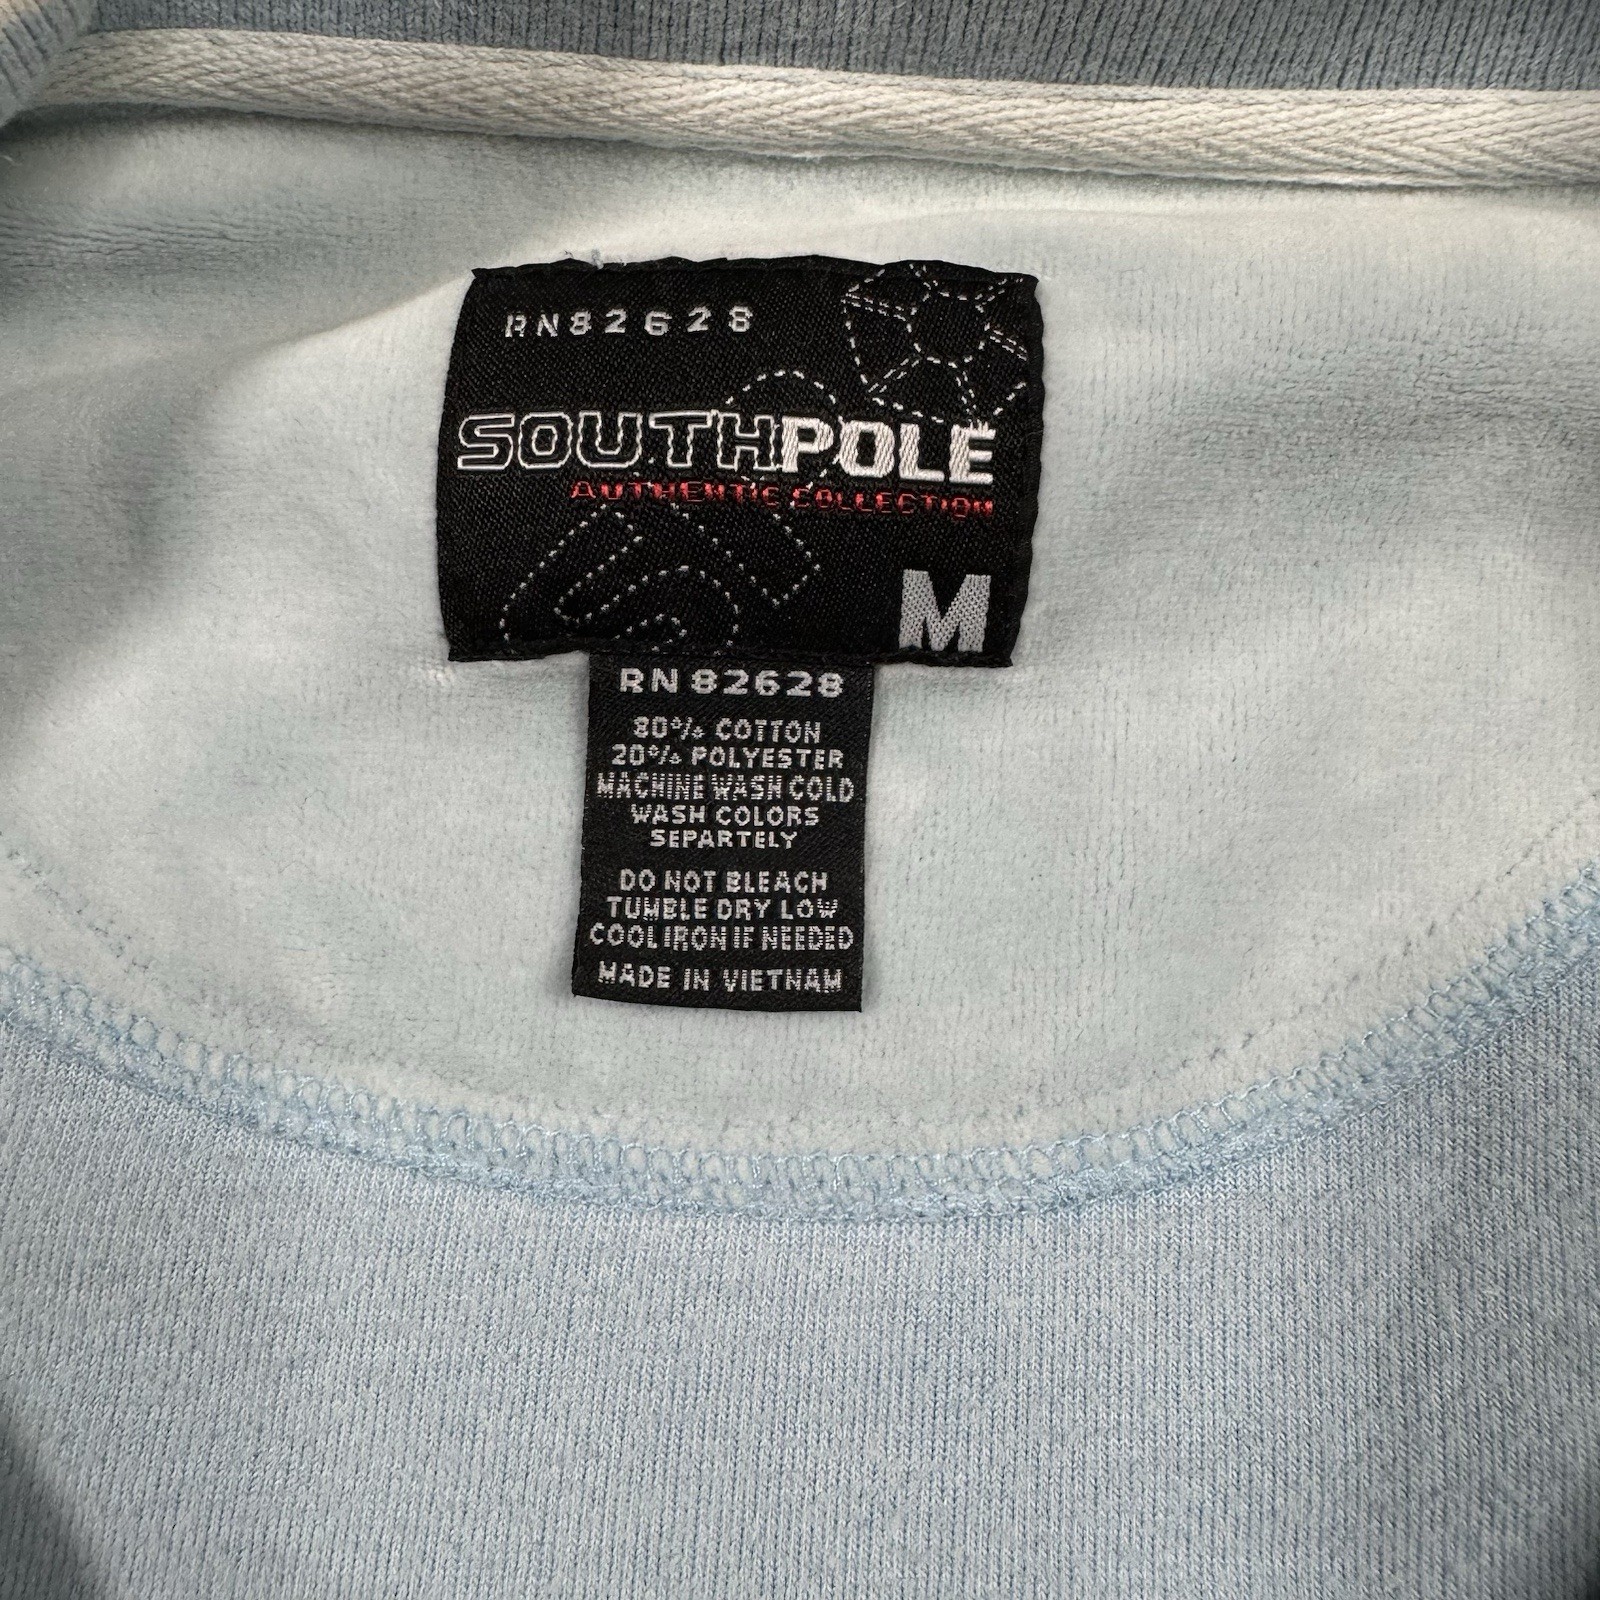 RN82628
SOUTHPOLE
AUTHENTIC COLLECTION
M
RN 82628
80% COTTON
20% POLYESTER
MACHINE WASH COLD
WASH COLORS
SEPARTELY
DO NOT BLEACH
TUMBLE DRY LOW
COOL IRON IF NEEDED
MADE IN VIETNAM